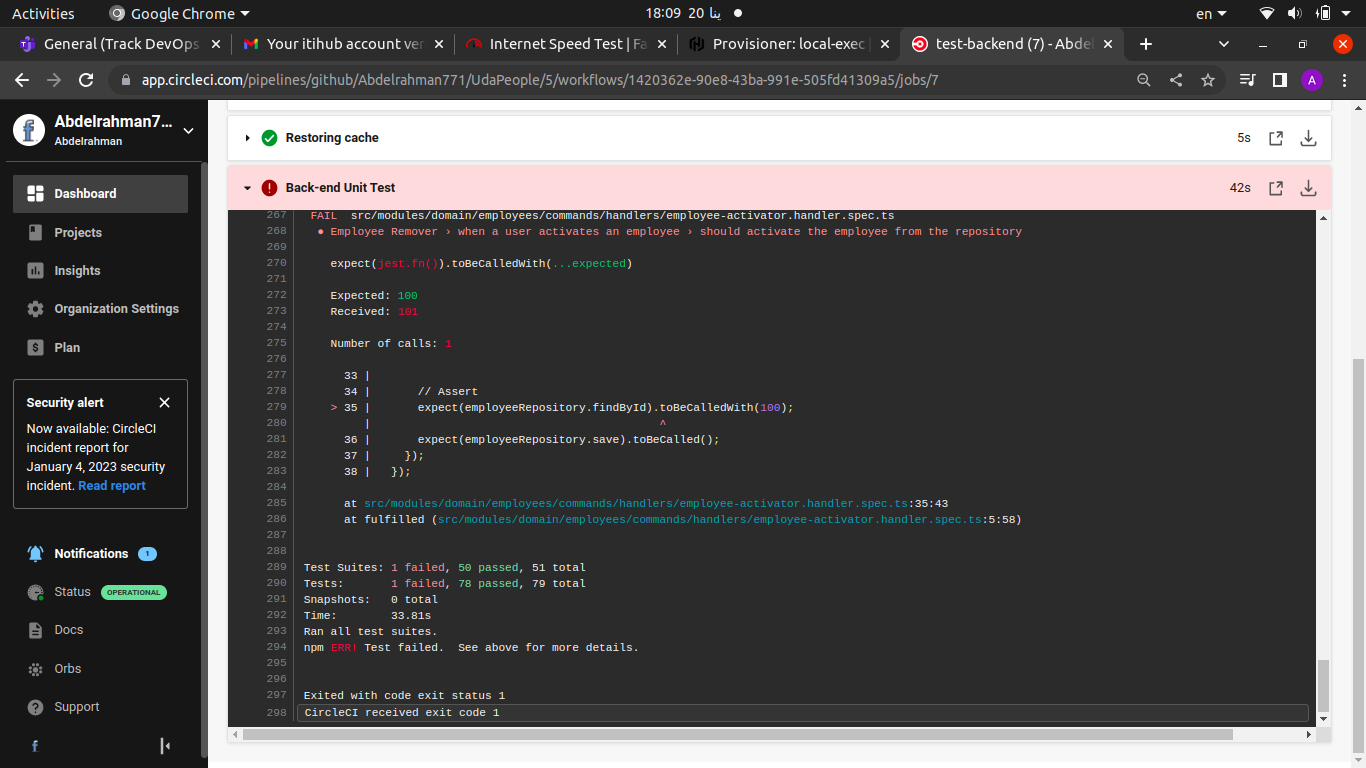 Activities
Google Chrome
18:09 20 ينا
en
General (Track DevOps
Your itihub account ver
Internet Speed Test | Fa
Provisioner: local-exec |
test-backend (7) - Abdel
app.circleci.com/pipelines/github/Abdelrahman771/UdaPeople/5/workflows/1420362e-90e8-43ba-991e-505fd41309a5/jobs/7
A
Abdelrahman7...
Abdelrahman
Dashboard
Projects
Insights
Organization Settings
Plan
Security alert
Now available: CircleCI
incident report for
January 4, 2023 security
incident. Read report
Notifications 1
Status OPERATIONAL
Docs
Orbs
Support
Restoring cache 5s
Back-end Unit Test 42s
267 FAIL src/modules/domain/employees/commands/handlers/employee-activator.handler.spec.ts
268 ● Employee Remover › when a user activates an employee › should activate the employee from the repository
269
270 expect(jest.fn()).toBeCalledWith(...expected)
271
272 Expected: 100
273 Received: 101
274
275 Number of calls: 1
276
277 33 |
278 34 | // Assert
279 > 35 | expect(employeeRepository.findById).toBeCalledWith(100);
280 | ^
281 36 | expect(employeeRepository.save).toBeCalled();
282 37 | });
283 38 | });
284
285 at src/modules/domain/employees/commands/handlers/employee-activator.handler.spec.ts:35:43
286 at fulfilled (src/modules/domain/employees/commands/handlers/employee-activator.handler.spec.ts:5:58)
287
288
289 Test Suites: 1 failed, 50 passed, 51 total
290 Tests: 1 failed, 78 passed, 79 total
291 Snapshots: 0 total
292 Time: 33.81s
293 Ran all test suites.
294 npm ERR! Test failed. See above for more details.
295
296
297 Exited with code exit status 1
298 CircleCI received exit code 1